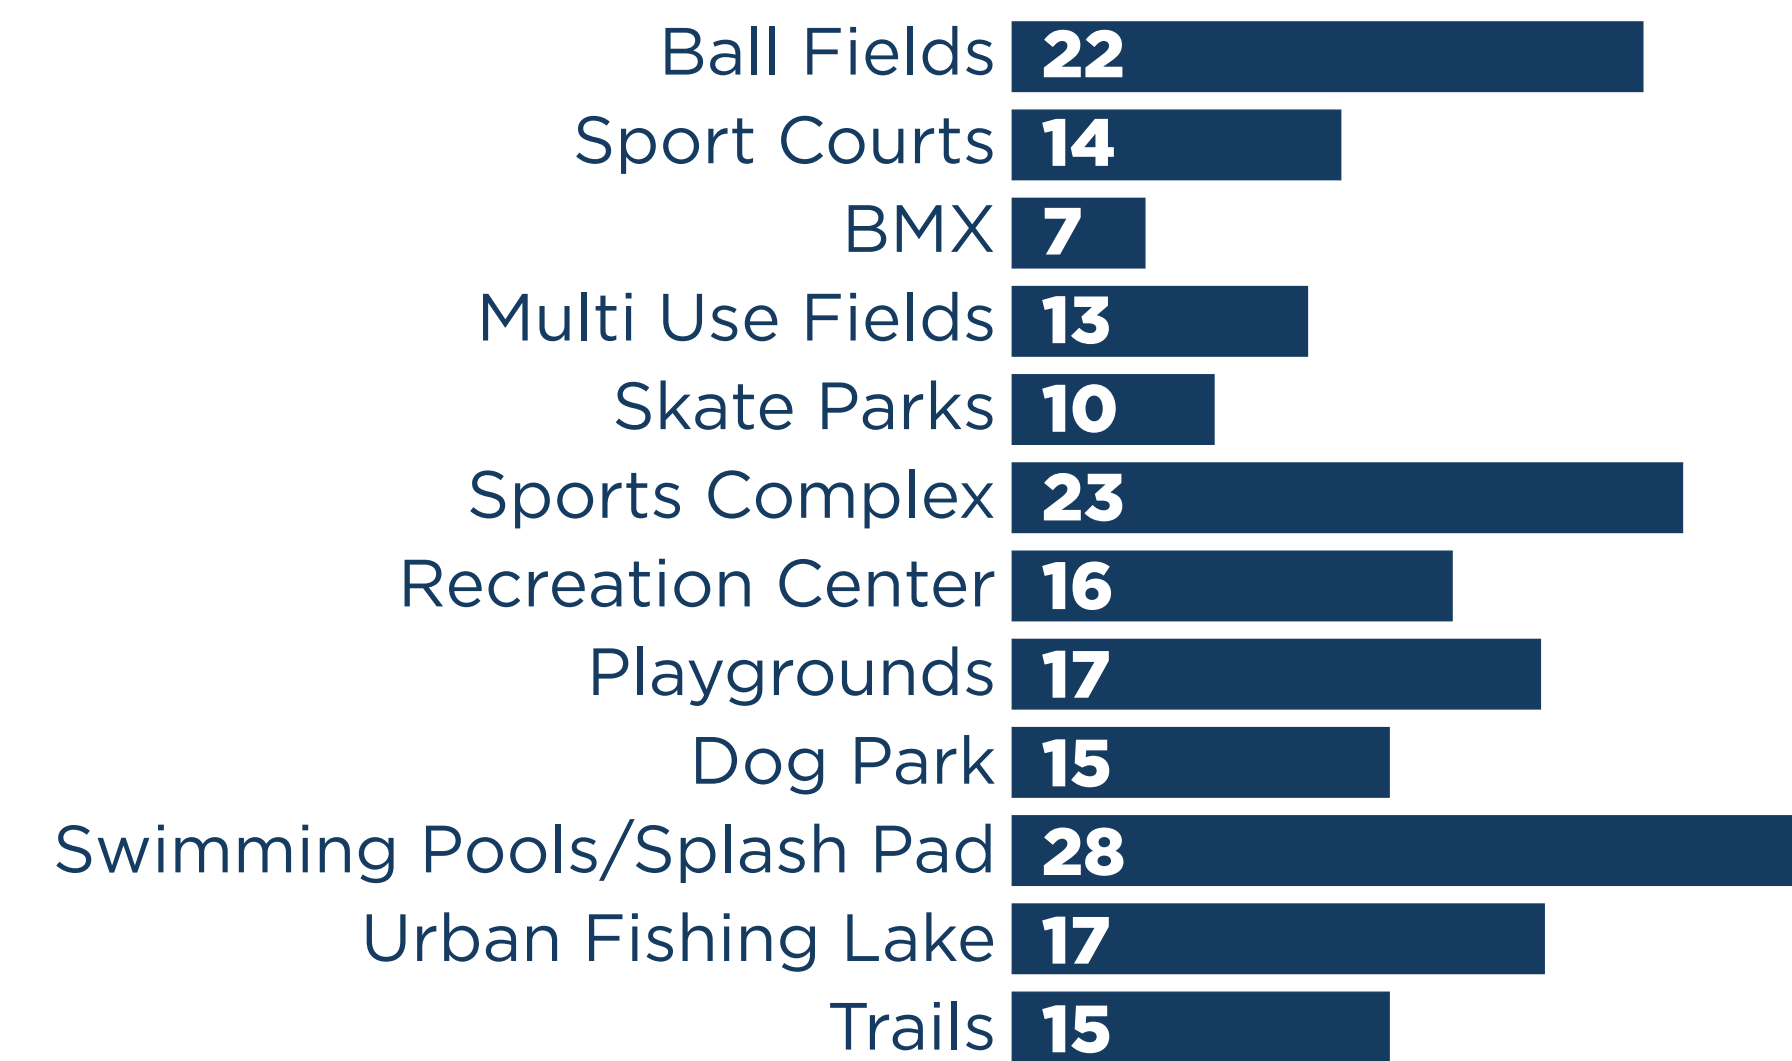 Ball Fields 22
Sport Courts 14
BMX 7
Multi Use Fields 13
Skate Parks 10
Sports Complex 23
Recreation Center 16
Playgrounds 17
Dog Park 15
Swimming Pools/Splash Pad 28
Urban Fishing Lake 17
Trails 15